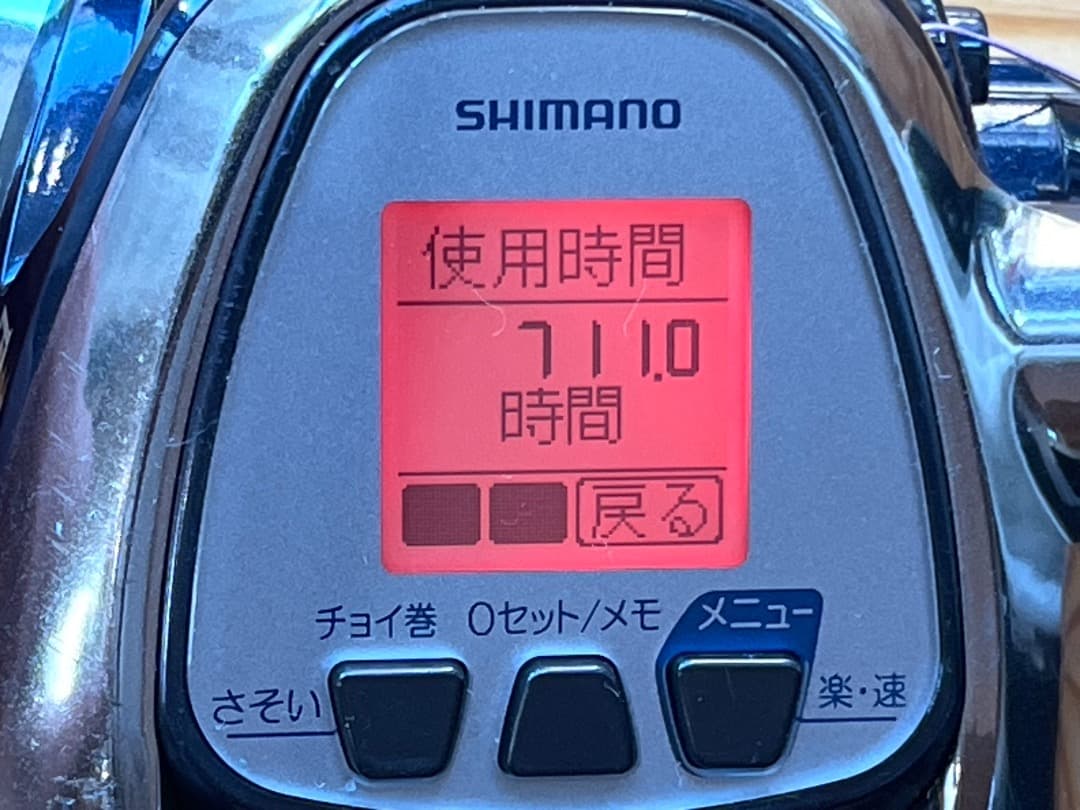 SHIMANO
使用時間
711.0
時間
戻る
チョイ巻 0セット/メモ メニュー
さそい 楽・速